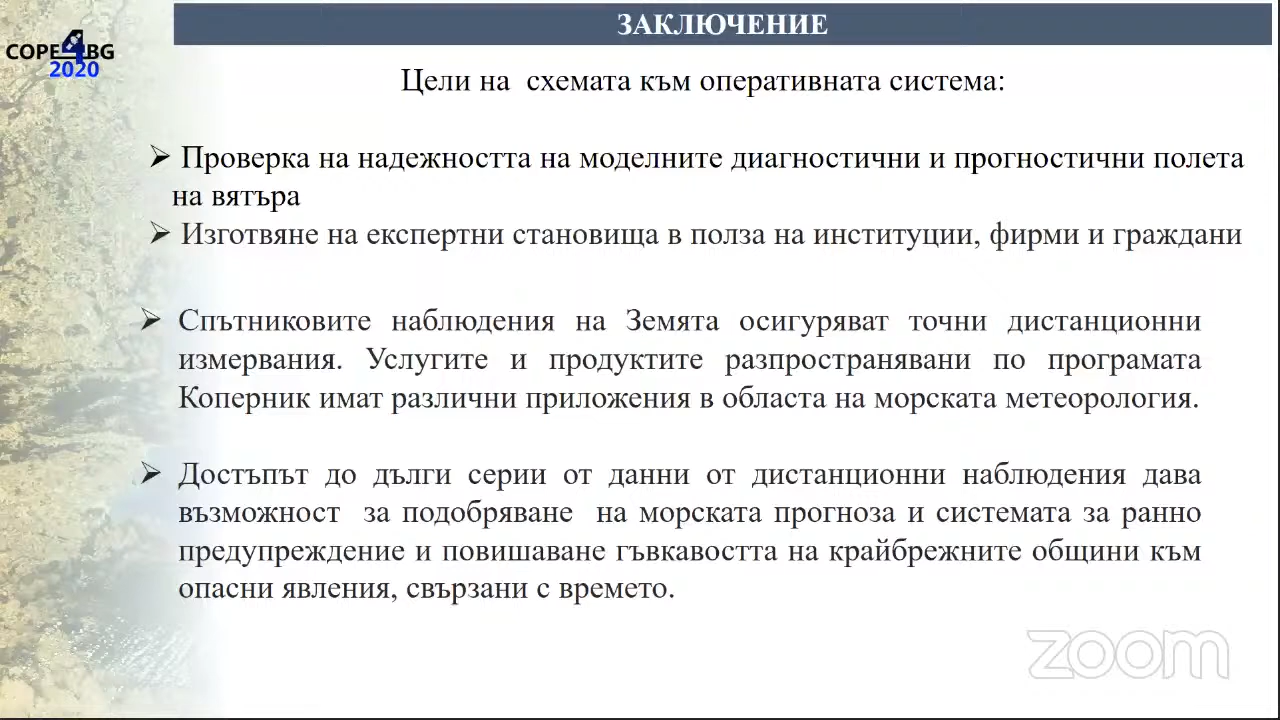 ЗАКЛЮЧЕНИЕ
COPE4BG
2020
Цели на схемата към оперативната система:
➢ Проверка на надежността на моделните диагностични и прогностични полета
на вятъра
➢ Изготвяне на експертни становища в полза на институции, фирми и граждани
➢ Спътниковите наблюдения на Земята осигуряват точни дистанционни
измервания. Услугите и продуктите разпространявани по програмата
Коперник имат различни приложения в областа на морската метеорология.
➢ Достъпът до дълги серии от данни от дистанционни наблюдения дава
възможност за подобряване на морската прогноза и системата за ранно
предупреждение и повишаване гъвкавостта на крайбрежните общини към
опасни явления, свързани с времето.
zoom